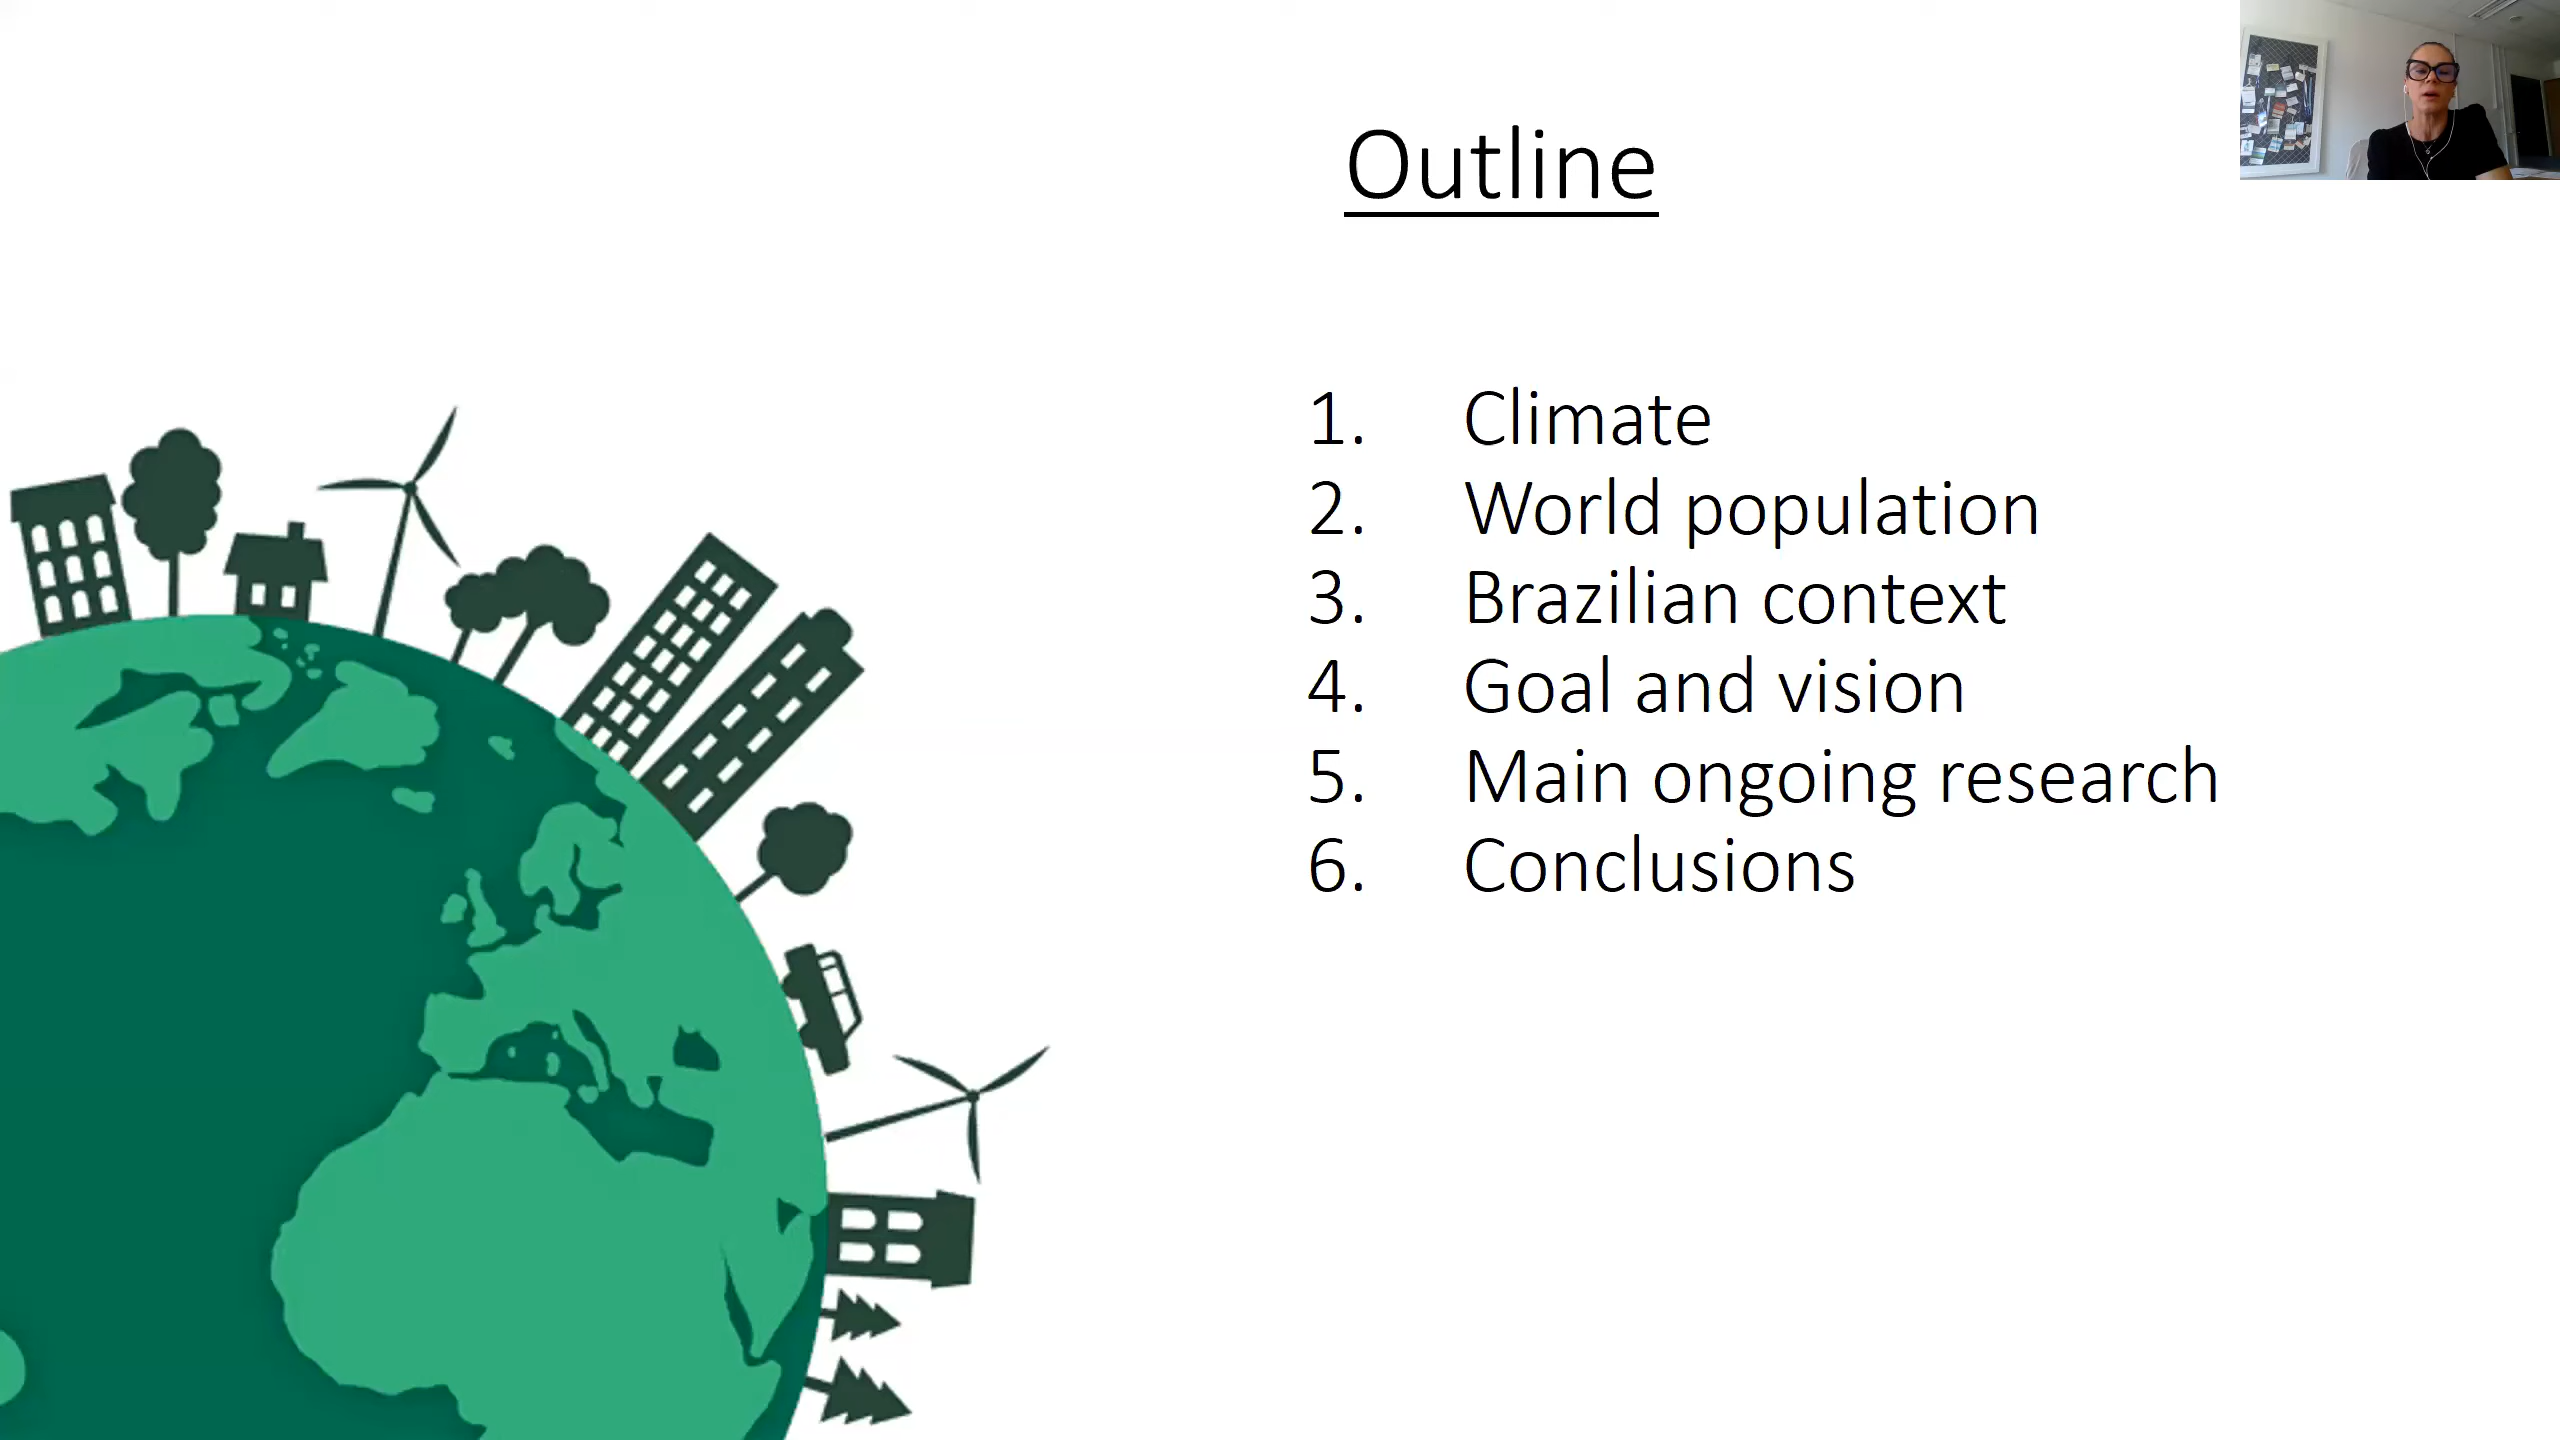 Outline
1. Climate
2. World population
3. Brazilian context
4. Goal and vision
5. Main ongoing research
6. Conclusions